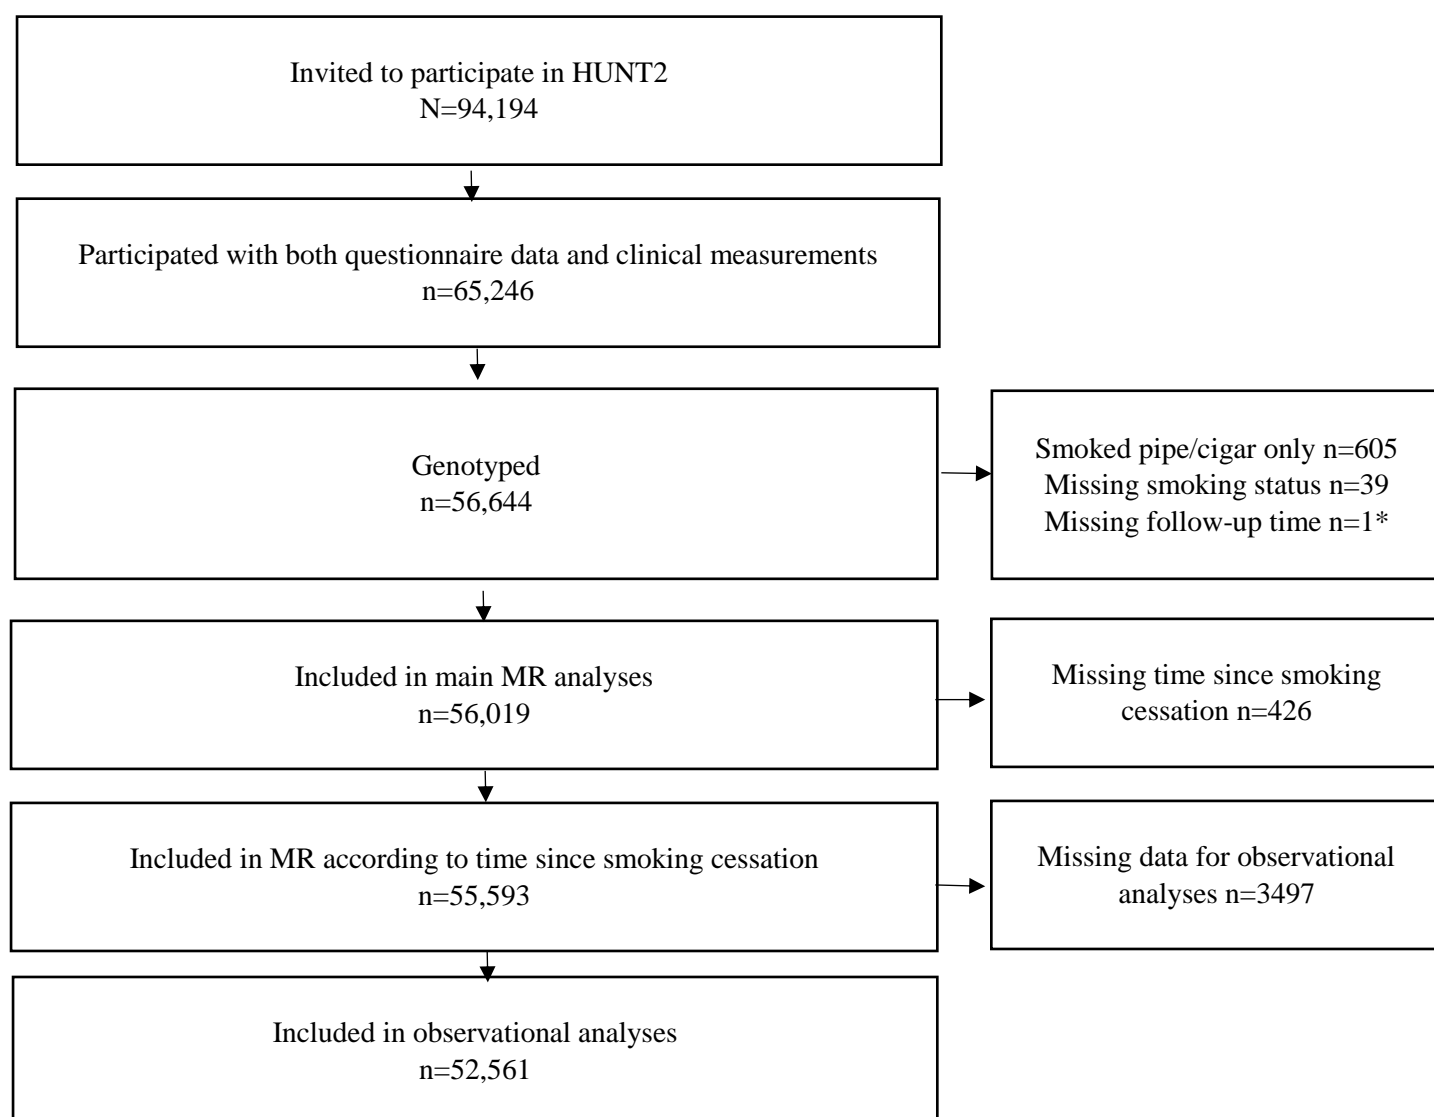 Invited to participate in HUNT2
N=94,194
Participated with both questionnaire data and clinical measurements
n=65,246
Genotyped
n=56,644
Smoked pipe/cigar only n=605
Missing smoking status n=39
Missing follow-up time n=1*
Included in main MR analyses
n=56,019
Missing time since smoking
cessation n=426
Included in MR according to time since smoking cessation
n=55,593
Missing data for observational
analyses n=3497
Included in observational analyses
n=52,561